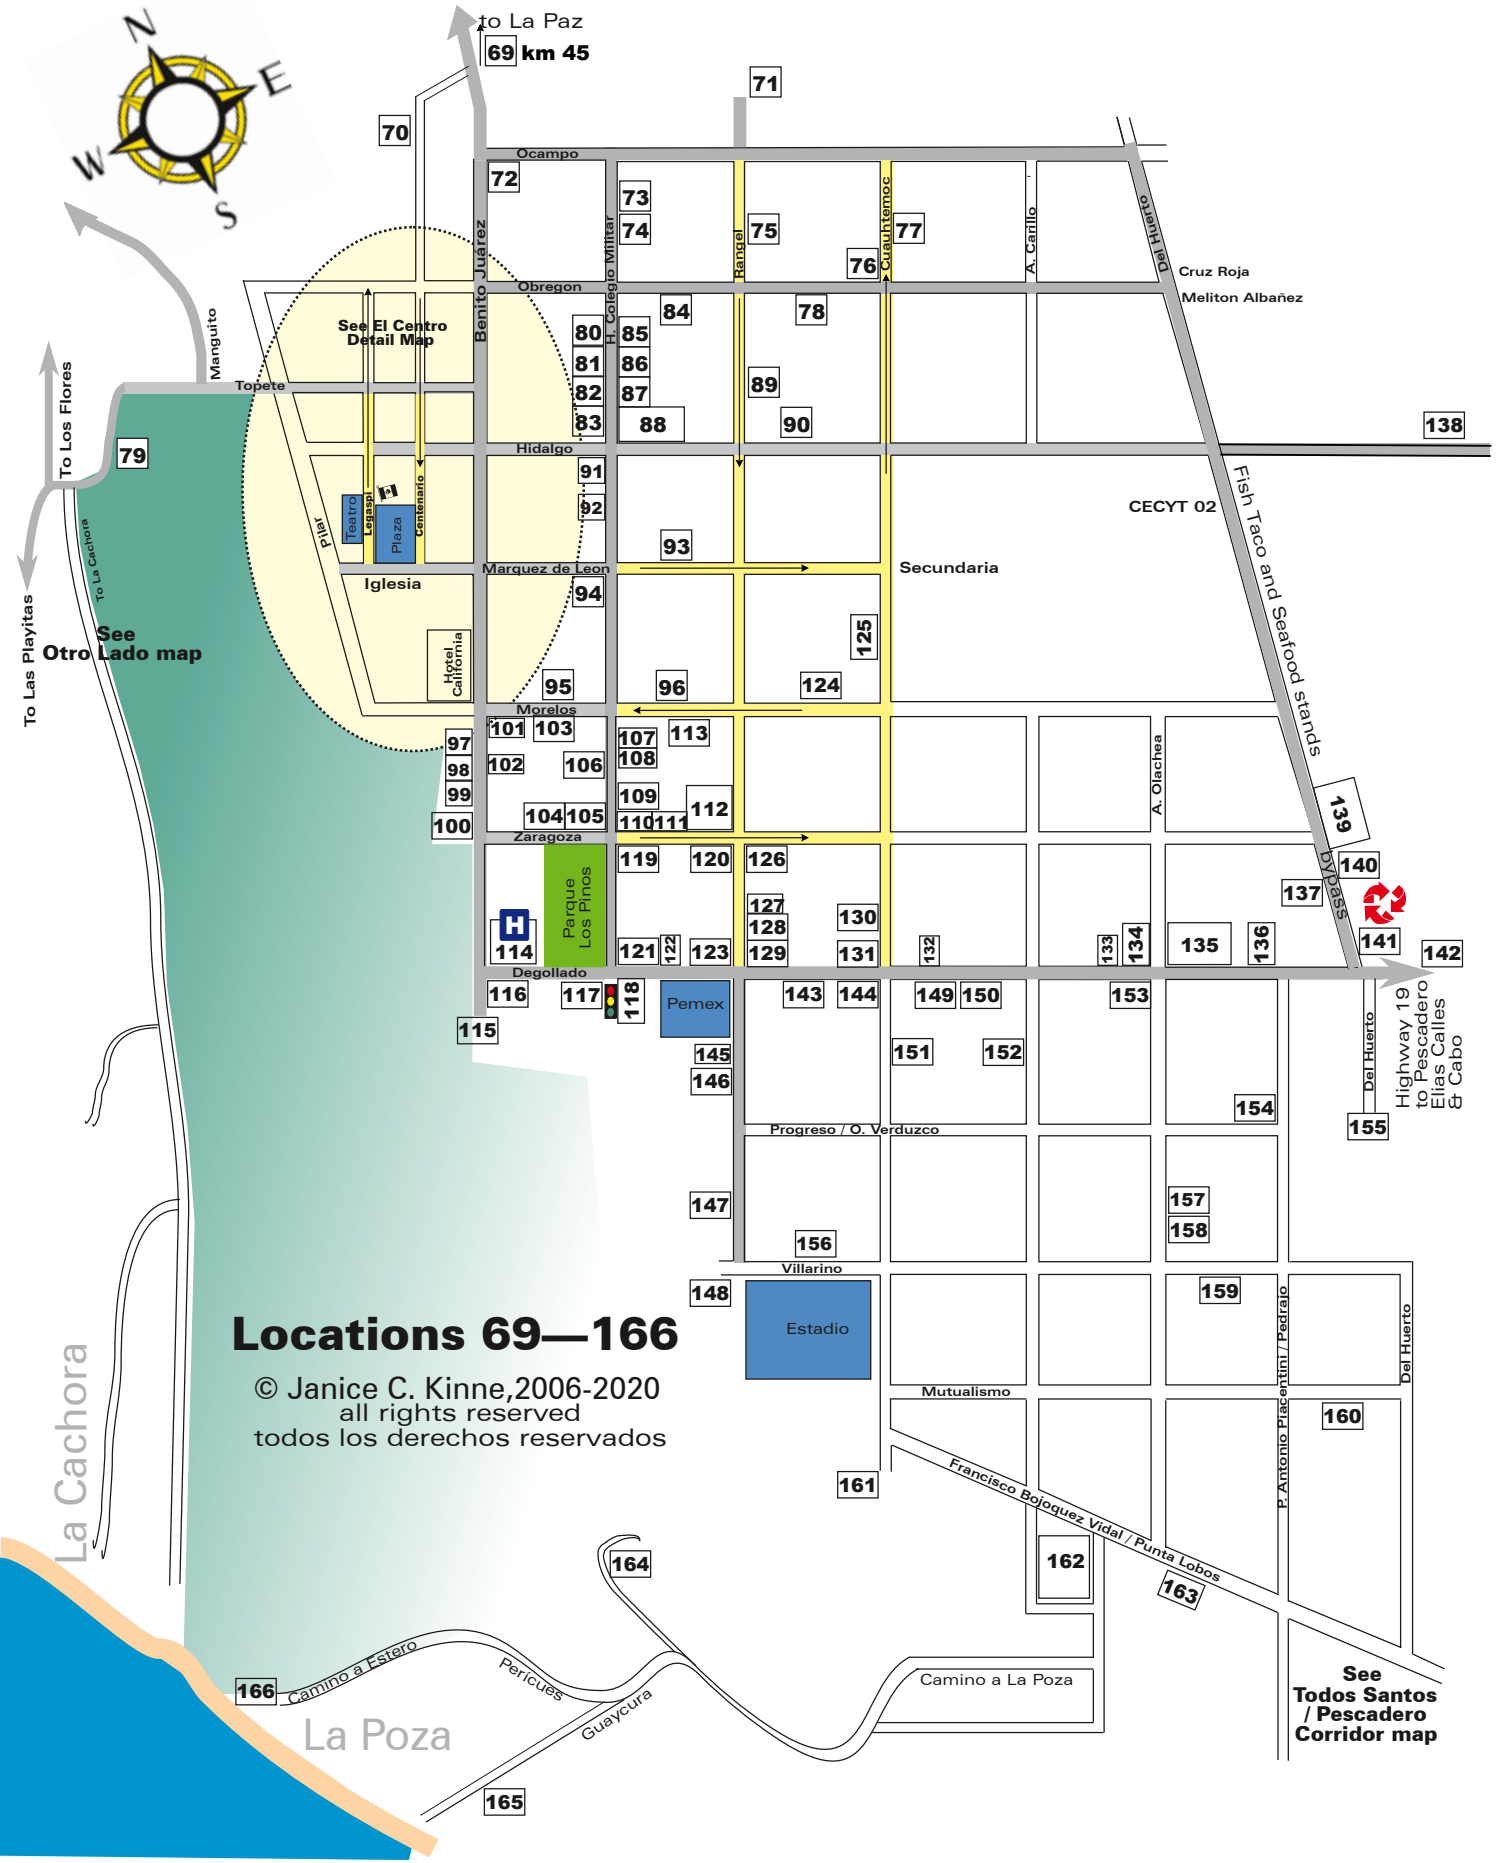 N
E
W
S
to La Paz
69 km 45
70
71
Ocampo
72
73
74
75
76
77
Benito Juárez
H. Colegio Militar
Rangel
Cuauhtemoc
A. Carillo
Del Huerto
Cruz Roja
Meliton Albañez
Obregon
See El Centro
Detail Map
Manguito
Topete
To Los Flores
79
80
81
82
83
84
85
86
87
88
78
89
90
138
Hidalgo
91
92
93
94
Teatro
Legaspi
Plaza
Centenario
Pilar
Iglesia
Marquez de Leon
Secundaria
CECYT 02
Fish Taco and Seafood stands
To La Cachora
To Las Playitas
See
Otro Lado map
Hotel
California
95
96
124
125
Morelos
97
98
99
100
101
102
103
104
105
106
107
108
109
110
111
112
113
A. Olachea
139
140
bypass
137
141
142
Zaragoza
Parque
Los Pinos
H
114
119
120
121
122
123
126
127
128
129
130
131
132
133
134
135
136
Degollado
116
117
118
115
Pemex
143
144
149
150
153
145
146
151
152
154
155
Del Huerto
Highway 19
to Pescadero
Elias Calles
& Cabo
Progreso / O. Verduzco
147
156
157
158
Villarino
148
159
Estadio
P. Antonio Piacentini / Pedrajo
Del Huerto
Mutualismo
160
161
Francisco Bojoquez Vidal / Punta Lobos
162
163
Locations 69—166
© Janice C. Kinne,2006-2020
all rights reserved
todos los derechos reservados
La Cachora
164
Camino a Estero
Perícues
Guaycura
Camino a La Poza
166
La Poza
165
See
Todos Santos
/ Pescadero
Corridor map